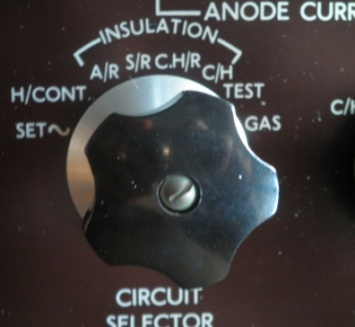 ANODE CURR
INSULATION
A/R S/R C.H/R C/H
H/CONT. TEST
SET~ GAS
C/H
CIRCUIT
SELECTOR